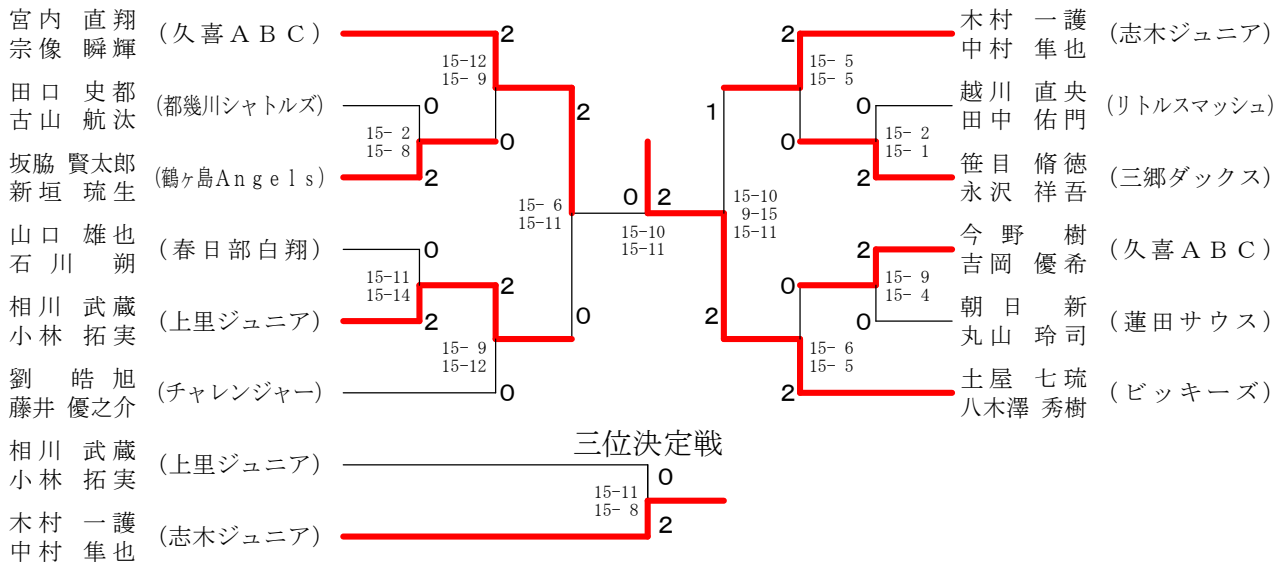 宮内 直翔
宗像 瞬輝
(久喜ABC)
2
15-12
15- 9
田口 史都
古山 航汰
(都幾川シャトルズ)
0
15- 2
15- 8
0
坂脇 賢太郎
新垣 琉生
(鶴ヶ島Angels)
2
2
15- 6
15-11
山口 雄也
石川 朔
(春日部白翔)
0
15-11
15-14
2
相川 武蔵
小林 拓実
(上里ジュニア)
2
0
15- 9
15-12
劉 皓旭
藤井 優之介
(チャレンジャー)
0
0
2
15-10
15-11
木村 一護
中村 隼也
(志木ジュニア)
2
15- 5
15- 5
1
越川 直央
田中 佑門
(リトルスマッシュ)
0
15- 2
15- 1
0
笹目 脩徳
永沢 祥吾
(三郷ダックス)
2
15-10
9-15
15-11
今野 樹
吉岡 優希
(久喜ABC)
2
15- 9
15- 4
0
朝日 新
丸山 玲司
(蓮田サウス)
0
2
15- 6
15- 5
土屋 七琉
八木澤 秀樹
(ビッキーズ)
2
三位決定戦
相川 武蔵
小林 拓実
(上里ジュニア)
0
15-11
15- 8
木村 一護
中村 隼也
(志木ジュニア)
2